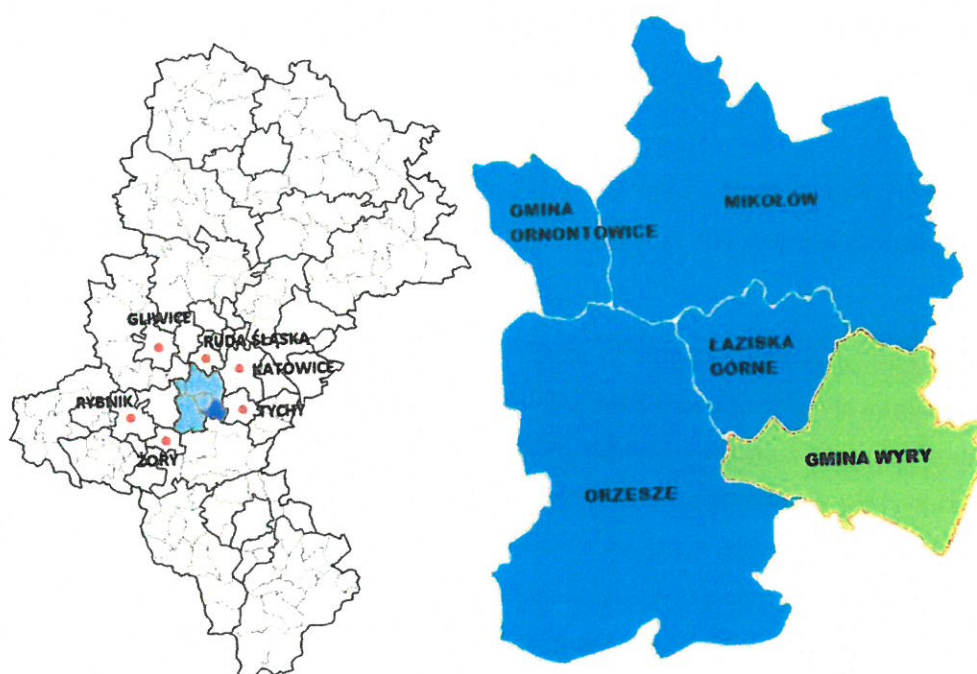 GLIWICE
RUDA ŚLĄSKA
KATOWICE
RYBNIK
TYCHY
ŻORY
GMINA
ORNONTOWICE
MIKOŁÓW
ŁAZISKA
GÓRNE
ORZESZE
GMINA WYRY